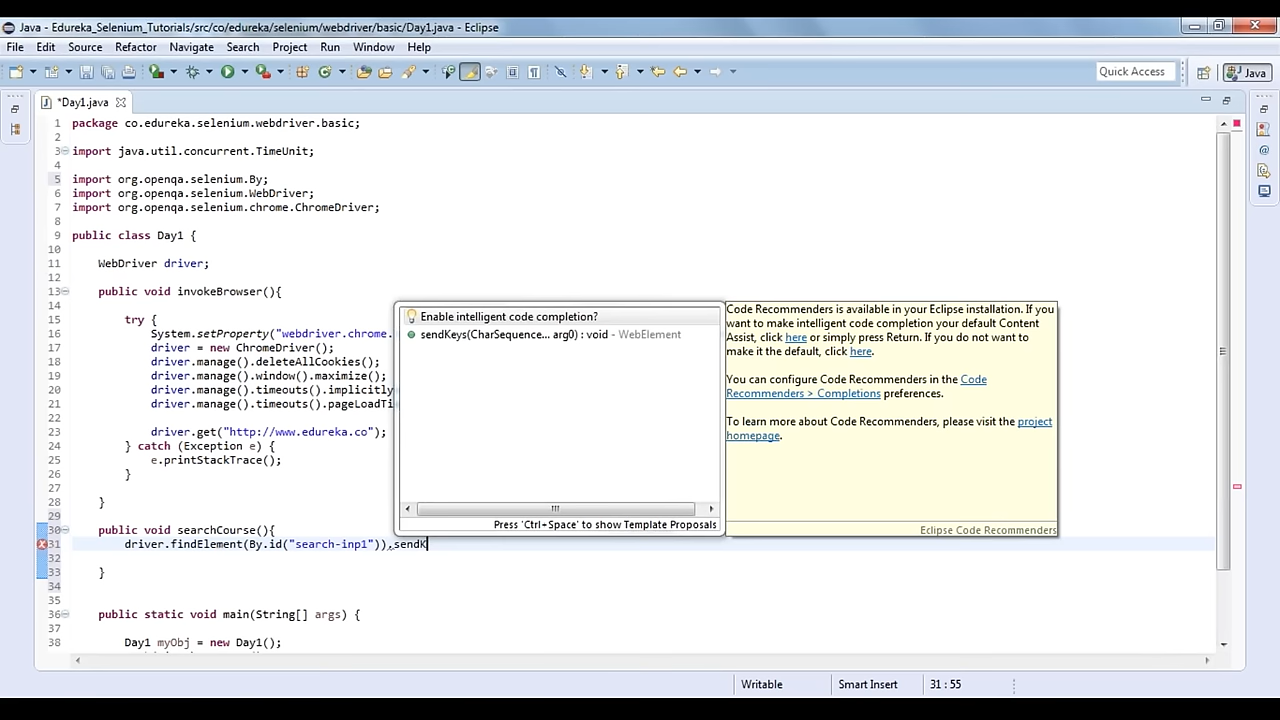 Java - Edureka_Selenium_Tutorials/src/co/edureka/selenium/webdriver/basic/Day1.java - Eclipse
File Edit Source Refactor Navigate Search Project Run Window Help
Quick Access
Java
*Day1.java
1 package co.edureka.selenium.webdriver.basic;
2
3 import java.util.concurrent.TimeUnit;
4
5 import org.openqa.selenium.By;
6 import org.openqa.selenium.WebDriver;
7 import org.openqa.selenium.chrome.ChromeDriver;
8
9 public class Day1 {
10
11 WebDriver driver;
12
13 public void invokeBrowser(){
14
15 try {
16 System.setProperty("webdriver.chrome.
17 driver = new ChromeDriver();
18 driver.manage().deleteAllCookies();
19 driver.manage().window().maximize();
20 driver.manage().timeouts().implicitly
21 driver.manage().timeouts().pageLoadTi
22
23 driver.get("http://www.edureka.co");
24 } catch (Exception e) {
25 e.printStackTrace();
26 }
27
28 }
29
30 public void searchCourse(){
31 driver.findElement(By.id("search-inp1")).sendK
32
33 }
34
35
36 public static void main(String[] args) {
37
38 Day1 myObj = new Day1();
Enable intelligent code completion?
sendKeys(CharSequence... arg0) : void - WebElement
Press 'Ctrl+Space' to show Template Proposals
Code Recommenders is available in your Eclipse installation. If you
want to make intelligent code completion your default Content
Assist, click here or simply press Return. If you do not want to
make it the default, click here.
You can configure Code Recommenders in the Code
Recommenders > Completions preferences.
To learn more about Code Recommenders, please visit the project
homepage.
Eclipse Code Recommenders
Writable Smart Insert 31 : 55